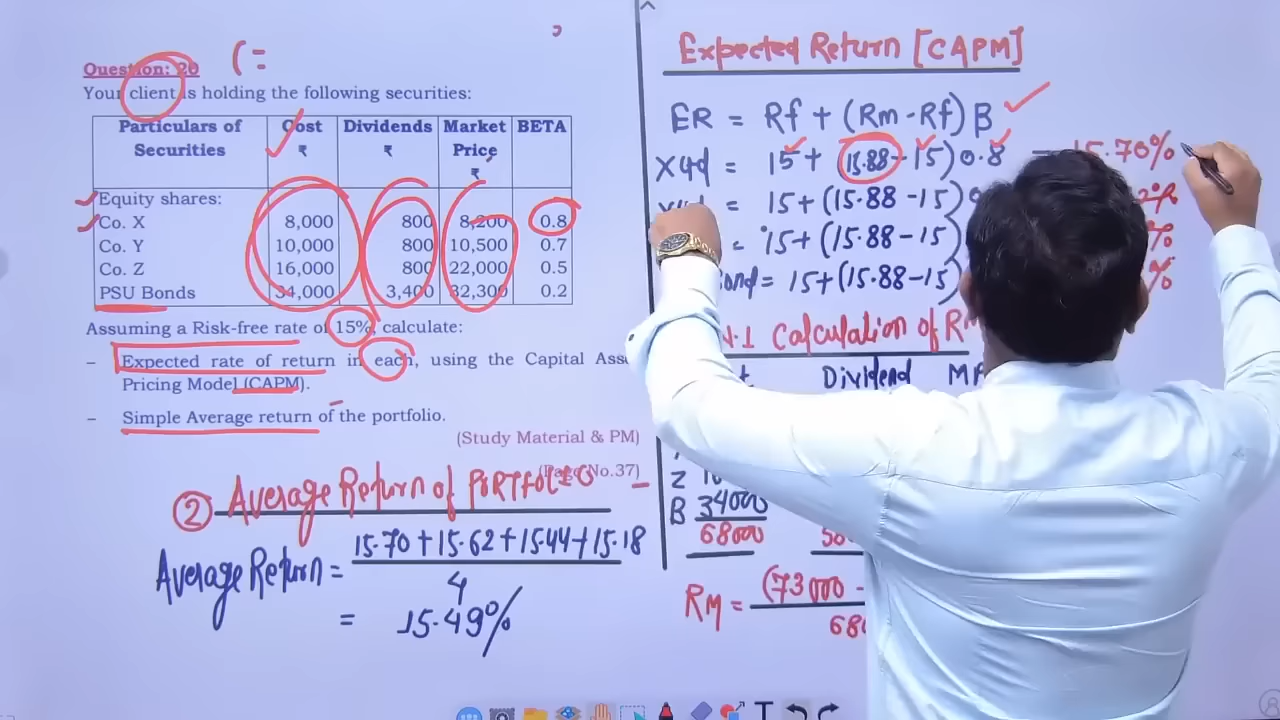 Question: 20 (=
Your client is holding the following securities:
Particulars of Securities Cost ₹ Dividends ₹ Market Price ₹ BETA
Equity shares:
Co. X 8,000 800 8,200 0.8
Co. Y 10,000 800 10,500 0.7
Co. Z 16,000 800 22,000 0.5
PSU Bonds 34,000 3,400 32,300 0.2
Assuming a Risk-free rate of 15%, calculate:
– Expected rate of return in each, using the Capital Ass
Pricing Model (CAPM).
– Simple Average return of the portfolio.
(Study Material & PM)
(Page No.37)
② Average Return of PORTFOLIO
Average Return = 15.70+15.62+15.44+15.18
4
= 15.49%
Expected Return [CAPM]
ER = Rf + (Rm - Rf) B
X Ltd = 15 + (15.88 - 15) 0.8 = 15.70%
= 15 + (15.88 - 15)
= 15 + (15.88 - 15)
ond = 15 + (15.88 - 15)
N.1 Calculation of Rm
Dividend
Z
B 34000
68000
RM = (73000 -